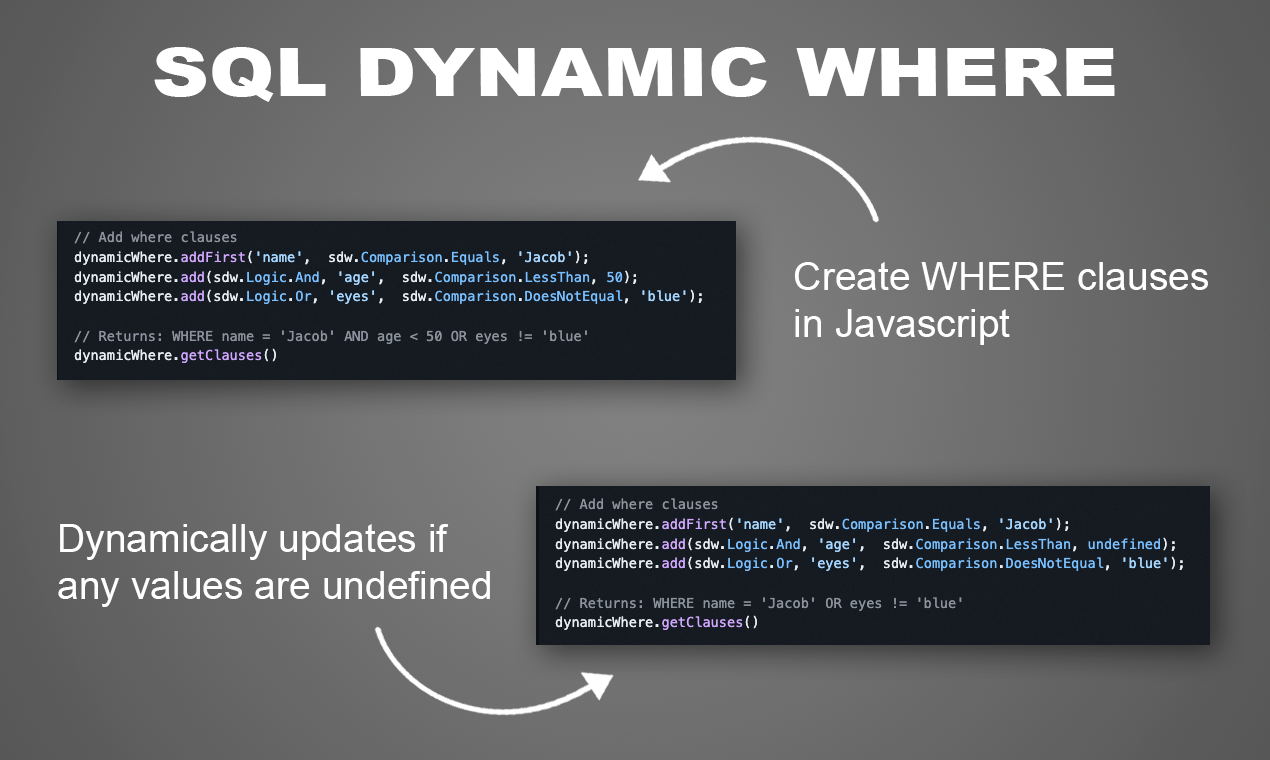 SQL DYNAMIC WHERE
// Add where clauses
dynamicWhere.addFirst('name',  sdw.Comparison.Equals, 'Jacob');
dynamicWhere.add(sdw.Logic.And, 'age',  sdw.Comparison.LessThan, 50);
dynamicWhere.add(sdw.Logic.Or, 'eyes',  sdw.Comparison.DoesNotEqual, 'blue');
// Returns: WHERE name = 'Jacob' AND age < 50 OR eyes != 'blue'
dynamicWhere.getClauses()
Create WHERE clauses
in Javascript
Dynamically updates if
any values are undefined
// Add where clauses
dynamicWhere.addFirst('name',  sdw.Comparison.Equals, 'Jacob');
dynamicWhere.add(sdw.Logic.And, 'age',  sdw.Comparison.LessThan, undefined);
dynamicWhere.add(sdw.Logic.Or, 'eyes',  sdw.Comparison.DoesNotEqual, 'blue');
// Returns: WHERE name = 'Jacob' OR eyes != 'blue'
dynamicWhere.getClauses()